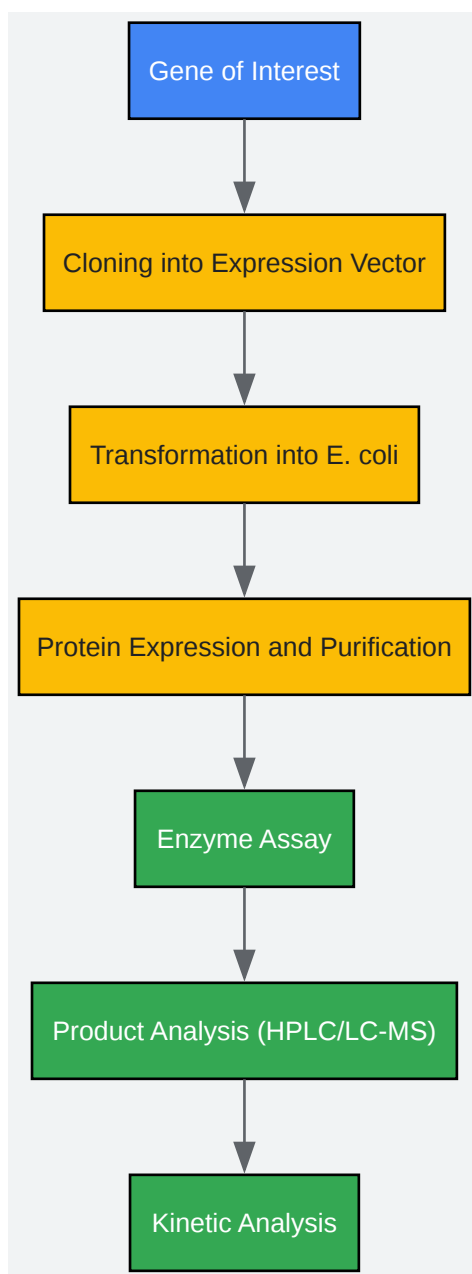 Gene of Interest
Cloning into Expression Vector
Transformation into E. coli
Protein Expression and Purification
Enzyme Assay
Product Analysis (HPLC/LC-MS)
Kinetic Analysis